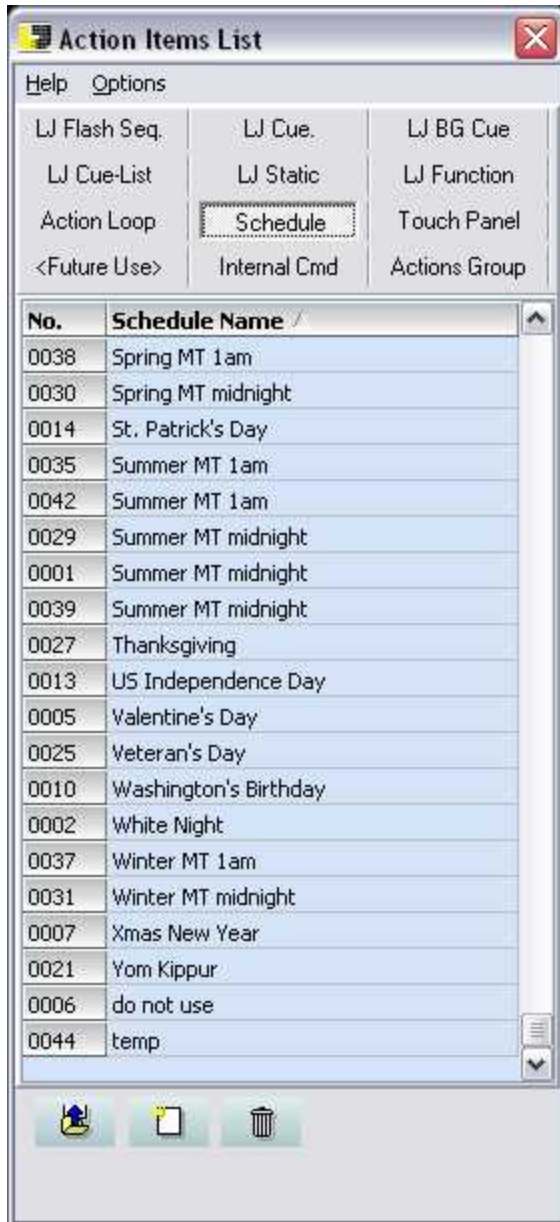 Action Items List
Help Options
LJ Flash Seq. LJ Cue. LJ BG Cue
LJ Cue-List LJ Static LJ Function
Action Loop Schedule Touch Panel
<Future Use> Internal Cmd Actions Group
No. Schedule Name
0038 Spring MT 1am
0030 Spring MT midnight
0014 St. Patrick's Day
0035 Summer MT 1am
0042 Summer MT 1am
0029 Summer MT midnight
0001 Summer MT midnight
0039 Summer MT midnight
0027 Thanksgiving
0013 US Independence Day
0005 Valentine's Day
0025 Veteran's Day
0010 Washington's Birthday
0002 White Night
0037 Winter MT 1am
0031 Winter MT midnight
0007 Xmas New Year
0021 Yom Kippur
0006 do not use
0044 temp